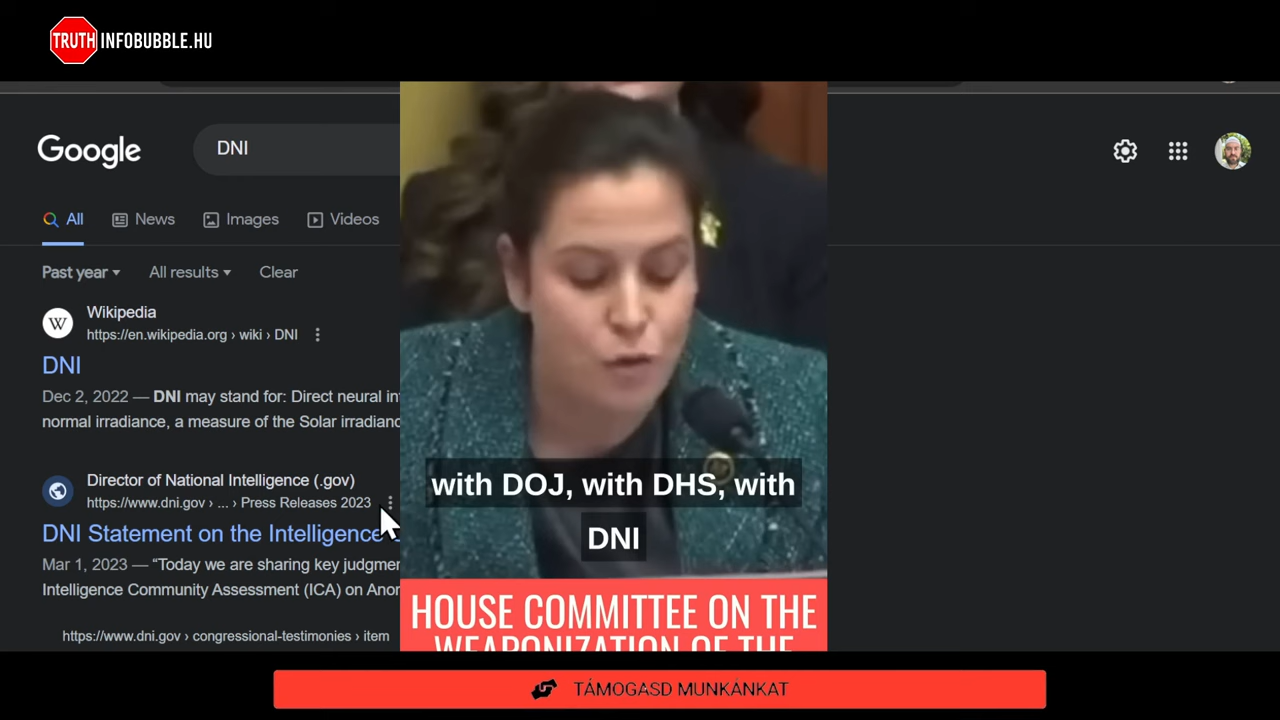 TRUTH INFOBUBBLE.HU
Google
DNI
All
News
Images
Videos
Past year
All results
Clear
W
Wikipedia
https://en.wikipedia.org › wiki › DNI
DNI
Dec 2, 2022 — DNI may stand for: Direct neural
normal irradiance, a measure of the Solar
Director of National Intelligence (.gov)
https://www.dni.gov › ... › Press Releases 2023
DNI Statement on the Intelligence
Mar 1, 2023 — “Today we are sharing key
Intelligence Community Assessment (ICA) on
https://www.dni.gov › congressional-testimonies › item
with DOJ, with DHS, with
DNI
HOUSE COMMITTEE ON THE
WEAPONIZATION OF THE
TÁMOGASD MUNKÁNKAT